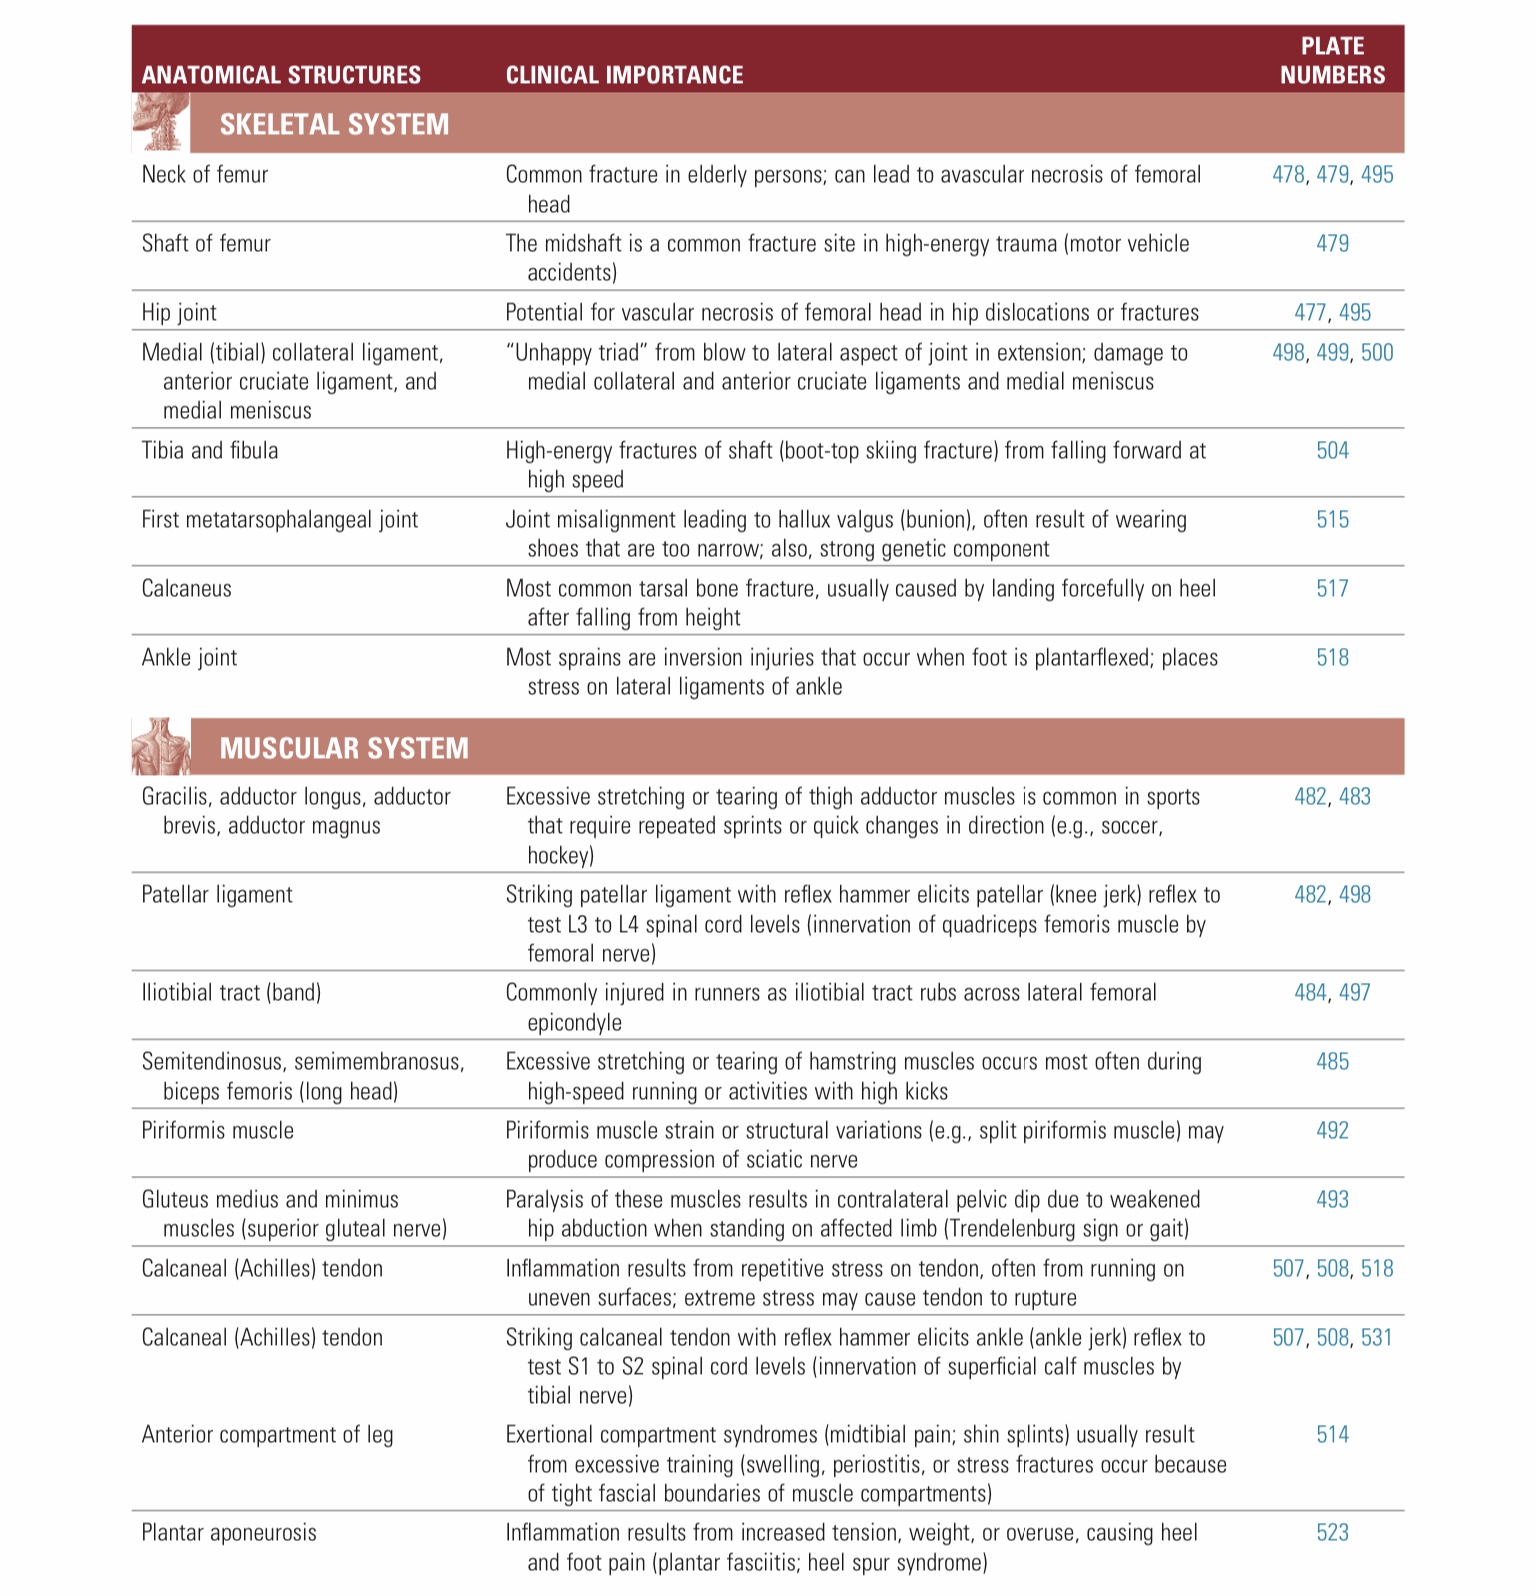 ANATOMICAL STRUCTURES CLINICAL IMPORTANCE PLATE NUMBERS
SKELETAL SYSTEM
Neck of femur Common fracture in elderly persons; can lead to avascular necrosis of femoral 478, 479, 495
head
Shaft of femur The midshaft is a common fracture site in high-energy trauma (motor vehicle 479
accidents)
Hip joint Potential for vascular necrosis of femoral head in hip dislocations or fractures 477, 495
Medial (tibial) collateral ligament, “Unhappy triad” from blow to lateral aspect of joint in extension; damage to 498, 499, 500
anterior cruciate ligament, and medial collateral and anterior cruciate ligaments and medial meniscus
medial meniscus
Tibia and fibula High-energy fractures of shaft (boot-top skiing fracture) from falling forward at 504
high speed
First metatarsophalangeal joint Joint misalignment leading to hallux valgus (bunion), often result of wearing 515
shoes that are too narrow; also, strong genetic component
Calcaneus Most common tarsal bone fracture, usually caused by landing forcefully on heel 517
after falling from height
Ankle joint Most sprains are inversion injuries that occur when foot is plantarflexed; places 518
stress on lateral ligaments of ankle
MUSCULAR SYSTEM
Gracilis, adductor longus, adductor Excessive stretching or tearing of thigh adductor muscles is common in sports 482, 483
brevis, adductor magnus that require repeated sprints or quick changes in direction (e.g., soccer,
hockey)
Patellar ligament Striking patellar ligament with reflex hammer elicits patellar (knee jerk) reflex to 482, 498
test L3 to L4 spinal cord levels (innervation of quadriceps femoris muscle by
femoral nerve)
Iliotibial tract (band) Commonly injured in runners as iliotibial tract rubs across lateral femoral 484, 497
epicondyle
Semitendinosus, semimembranosus, Excessive stretching or tearing of hamstring muscles occurs most often during 485
biceps femoris (long head) high-speed running or activities with high kicks
Piriformis muscle Piriformis muscle strain or structural variations (e.g., split piriformis muscle) may 492
produce compression of sciatic nerve
Gluteus medius and minimus Paralysis of these muscles results in contralateral pelvic dip due to weakened 493
muscles (superior gluteal nerve) hip abduction when standing on affected limb (Trendelenburg sign or gait)
Calcaneal (Achilles) tendon Inflammation results from repetitive stress on tendon, often from running on 507, 508, 518
uneven surfaces; extreme stress may cause tendon to rupture
Calcaneal (Achilles) tendon Striking calcaneal tendon with reflex hammer elicits ankle (ankle jerk) reflex to 507, 508, 531
test S1 to S2 spinal cord levels (innervation of superficial calf muscles by
tibial nerve)
Anterior compartment of leg Exertional compartment syndromes (midtibial pain; shin splints) usually result 514
from excessive training (swelling, periostitis, or stress fractures occur because
of tight fascial boundaries of muscle compartments)
Plantar aponeurosis Inflammation results from increased tension, weight, or overuse, causing heel 523
and foot pain (plantar fasciitis; heel spur syndrome)